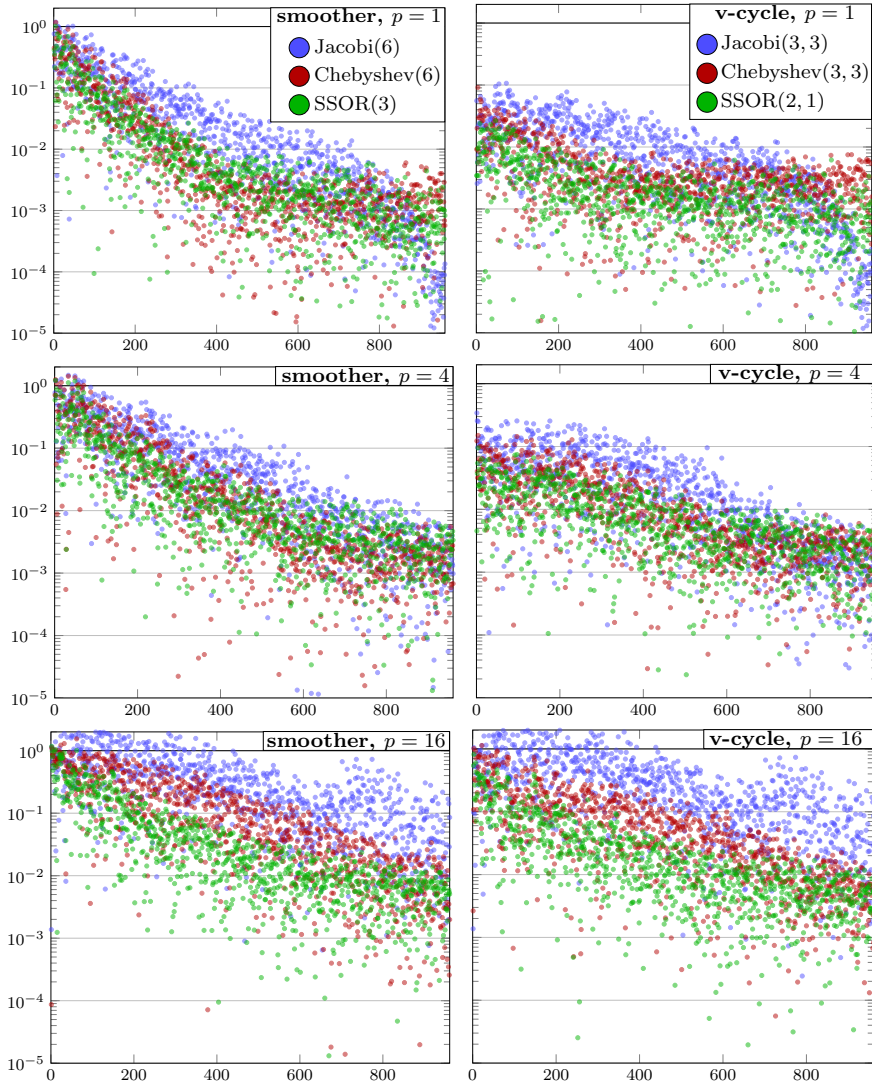 smoother, p = 1
Jacobi(6)
Chebyshev(6)
SSOR(3)
10^0
10^-1
10^-2
10^-3
10^-4
10^-5
0 200 400 600 800
v-cycle, p = 1
Jacobi(3, 3)
Chebyshev(3, 3)
SSOR(2, 1)
0 200 400 600 800
smoother, p = 4
10^0
10^-1
10^-2
10^-3
10^-4
10^-5
0 200 400 600 800
v-cycle, p = 4
0 200 400 600 800
smoother, p = 16
10^0
10^-1
10^-2
10^-3
10^-4
10^-5
0 200 400 600 800
v-cycle, p = 16
0 200 400 600 800